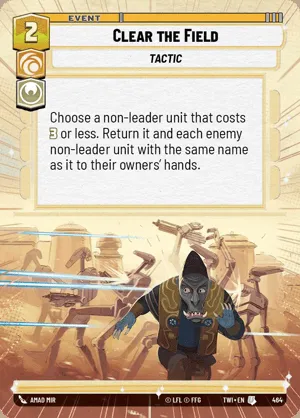 EVENT
2
CLEAR THE FIELD
TACTIC
Choose a non-leader unit that costs
3 or less. Return it and each enemy
non-leader unit with the same name
as it to their owners’ hands.
AMAD MIR
© LFL © FFG
TWI • EN
464